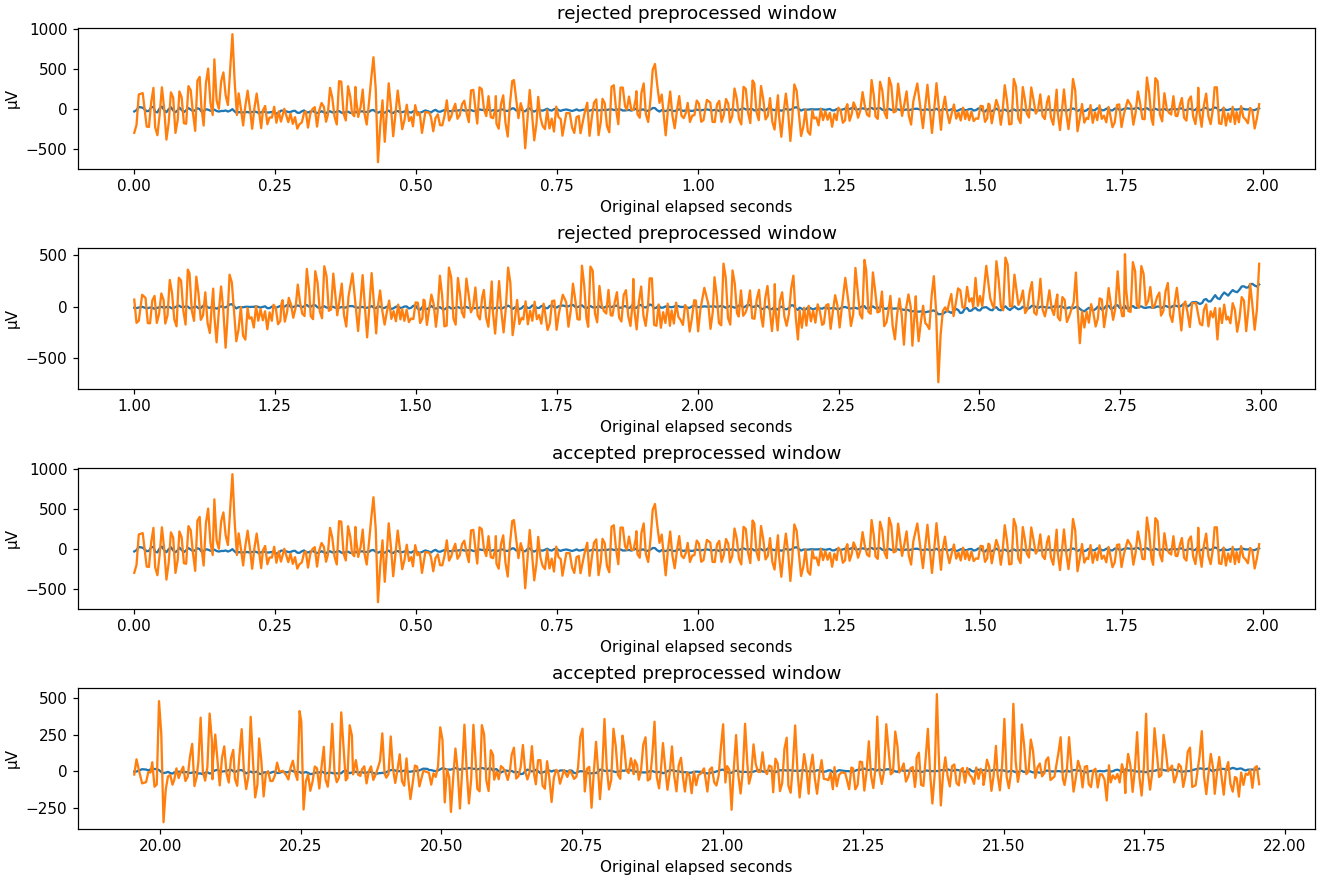 rejected preprocessed window
1000
500
0
−500
µV
0.00 0.25 0.50 0.75 1.00 1.25 1.50 1.75 2.00
Original elapsed seconds
rejected preprocessed window
500
0
−500
µV
1.00 1.25 1.50 1.75 2.00 2.25 2.50 2.75 3.00
Original elapsed seconds
accepted preprocessed window
1000
500
0
−500
µV
0.00 0.25 0.50 0.75 1.00 1.25 1.50 1.75 2.00
Original elapsed seconds
accepted preprocessed window
500
250
0
−250
µV
20.00 20.25 20.50 20.75 21.00 21.25 21.50 21.75 22.00
Original elapsed seconds